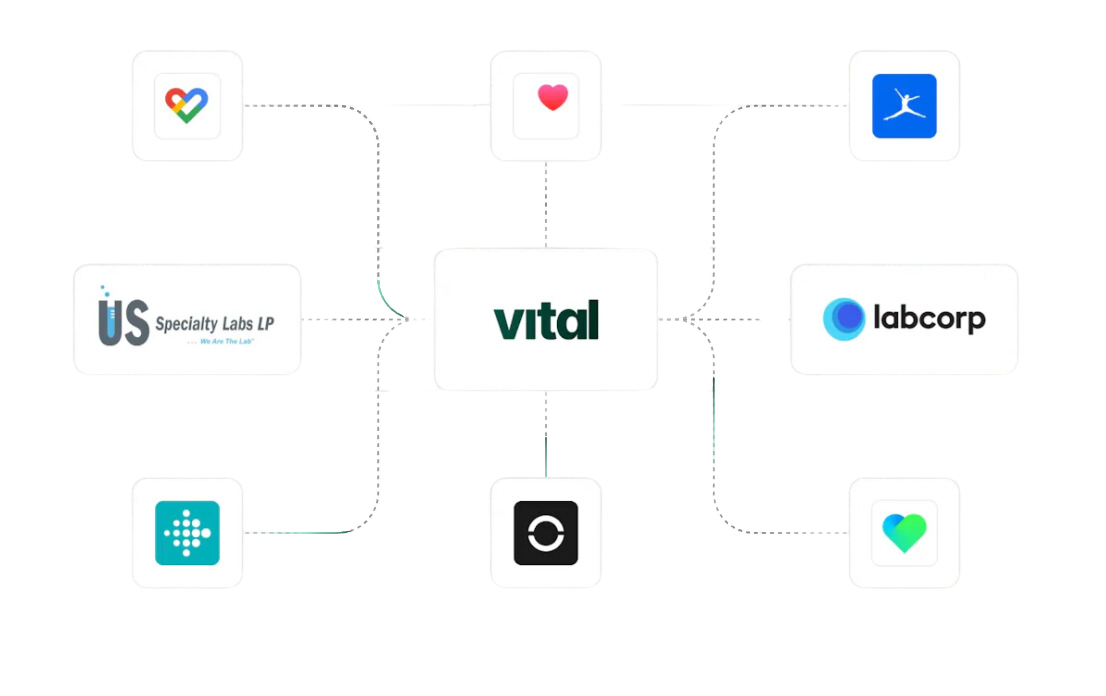 US Specialty Labs LP
... We Are The Lab"
vital
labcorp